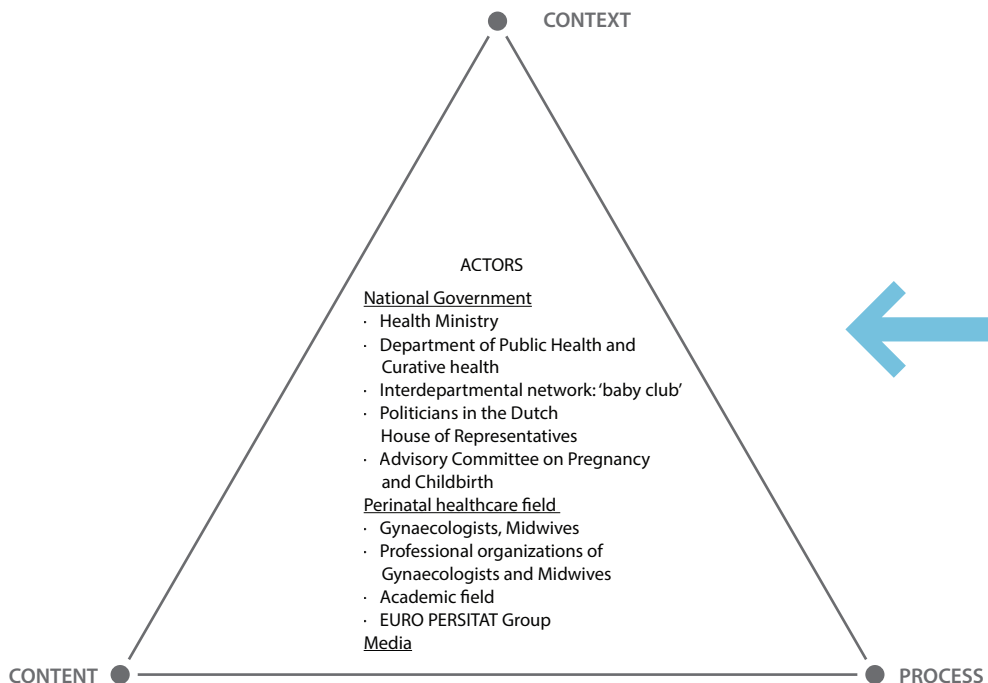 CONTEXT
ACTORS
National Government
· Health Ministry
· Department of Public Health and
Curative health
· Interdepartmental network: ‘baby club’
· Politicians in the Dutch
House of Representatives
· Advisory Committee on Pregnancy
and Childbirth
Perinatal healthcare field
· Gynaecologists, Midwives
· Professional organizations of
Gynaecologists and Midwives
· Academic field
· EURO PERSITAT Group
Media
CONTENT
PROCESS